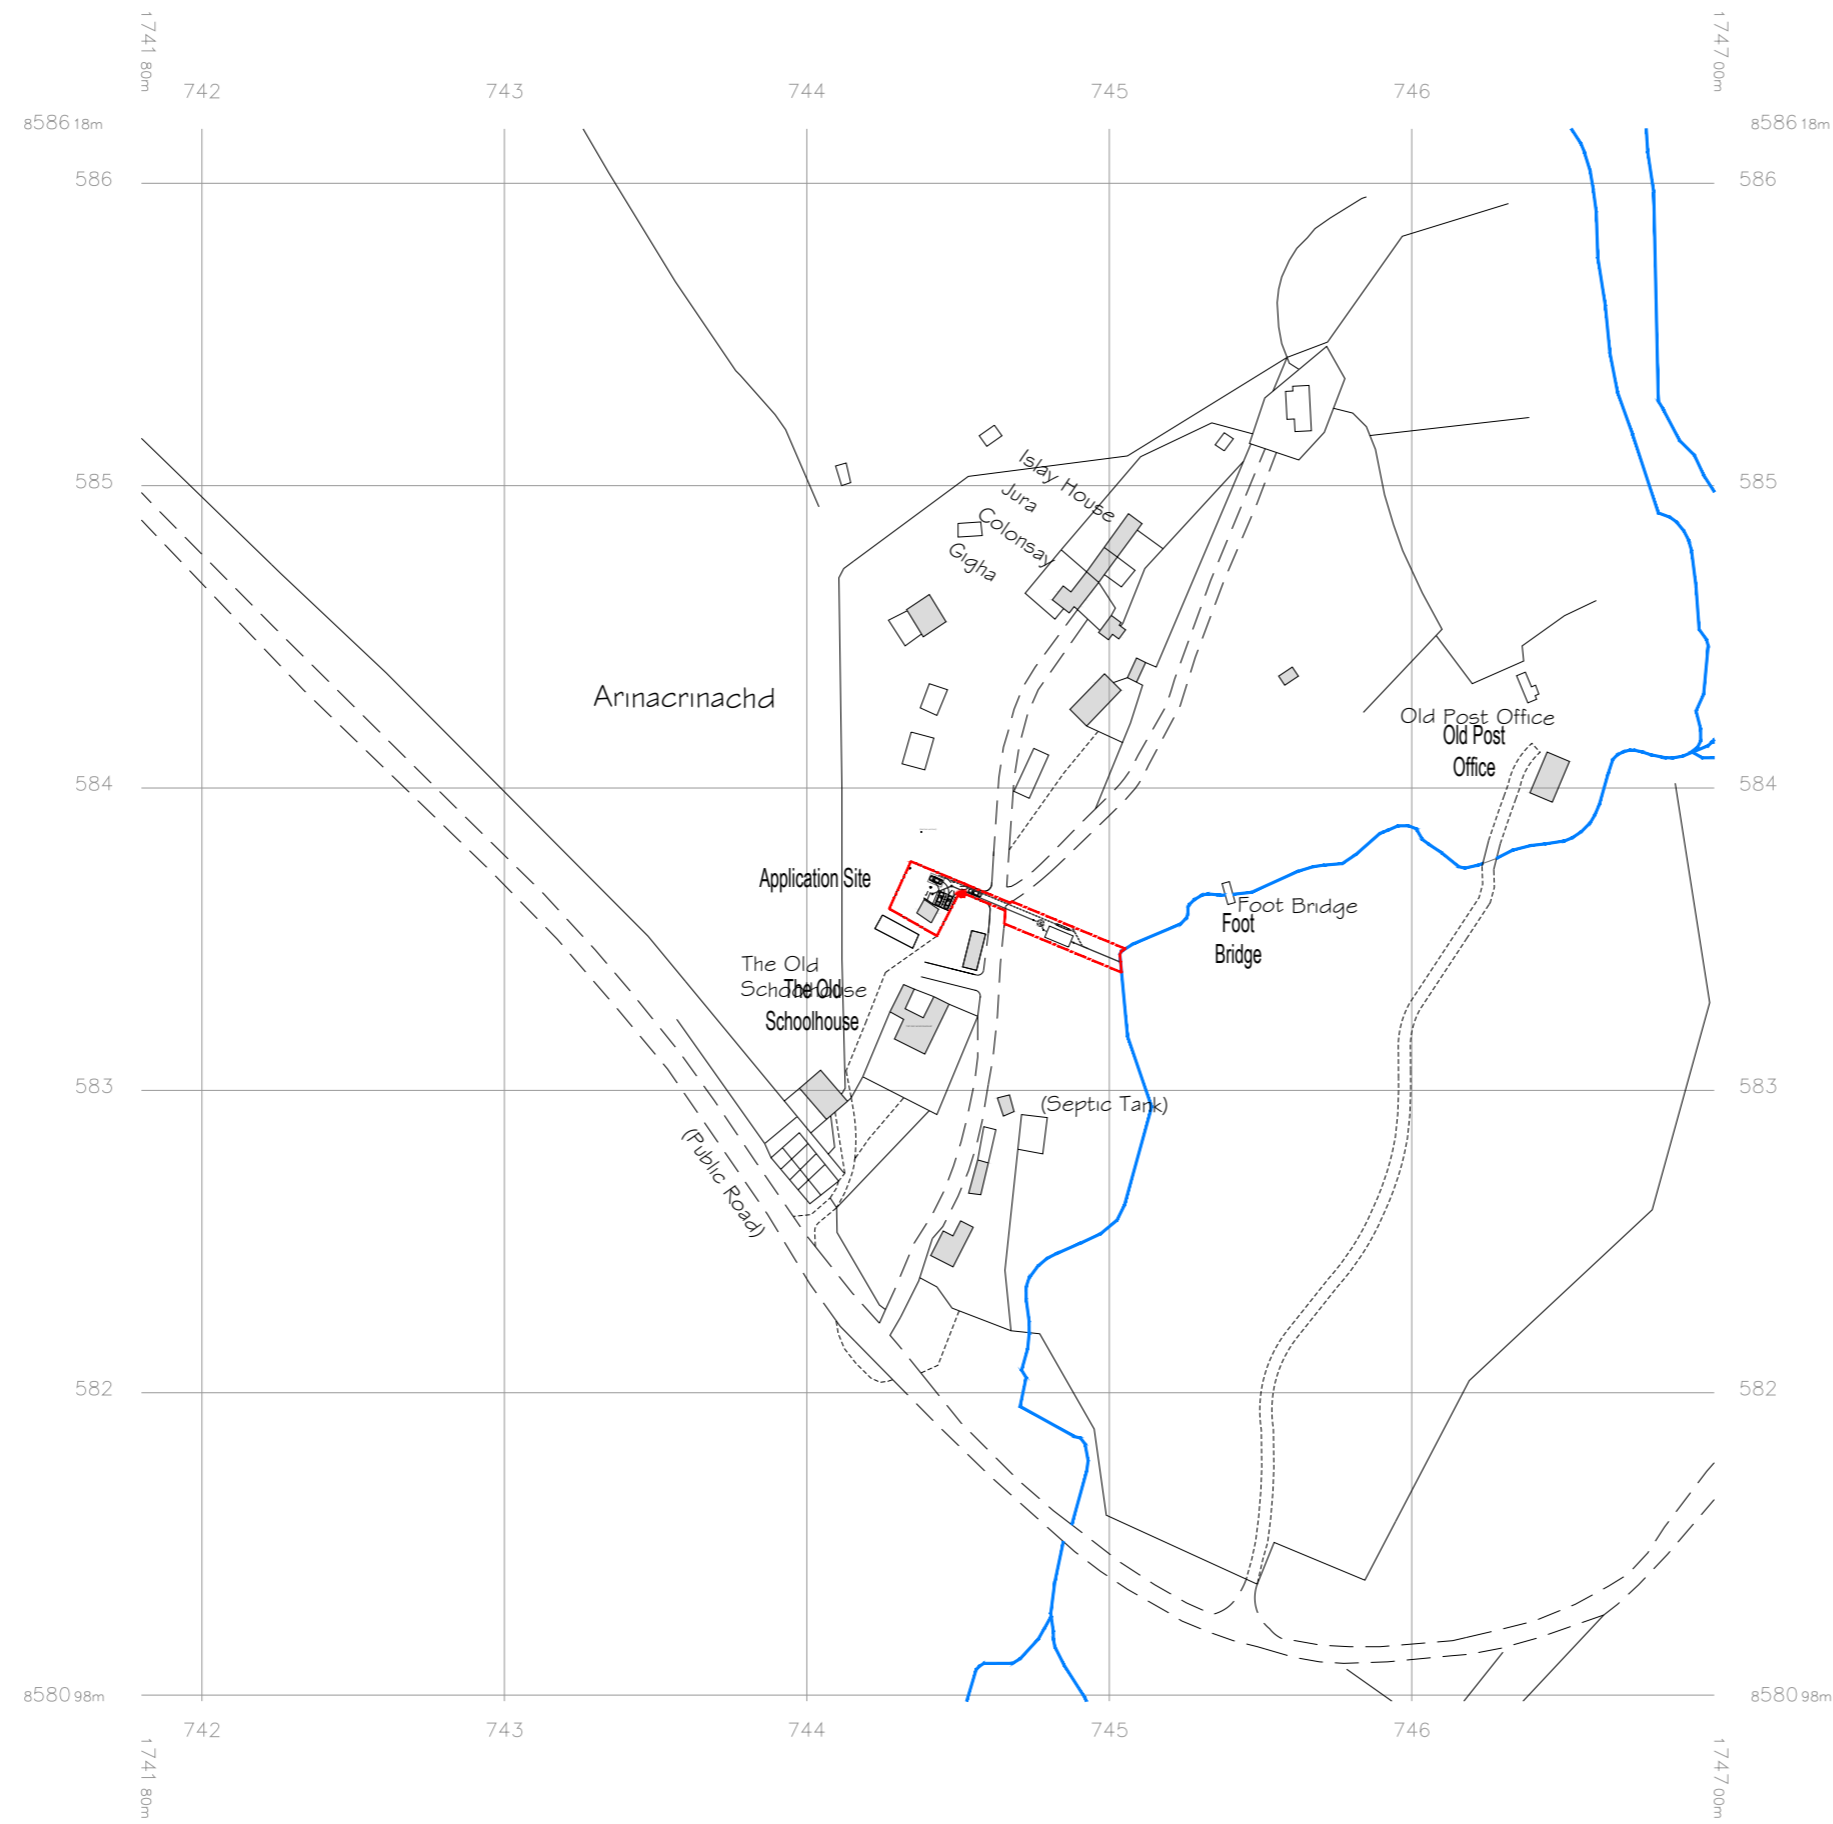 1741 80m
1747 00m
742
743
744
745
746
8586 18m
8586 18m
586
586
585
585
Islay House
Jura
Colonsay
Gigha
Arinacrinachd
Old Post Office
Old Post
Office
584
584
Application Site
Foot Bridge
Foot
Bridge
The Old
Schoolhouse
The Old
Schoolhouse
583
583
(Septic Tank)
(Public Road)
582
582
8580 98m
8580 98m
742
743
744
745
746
1741 80m
1747 00m